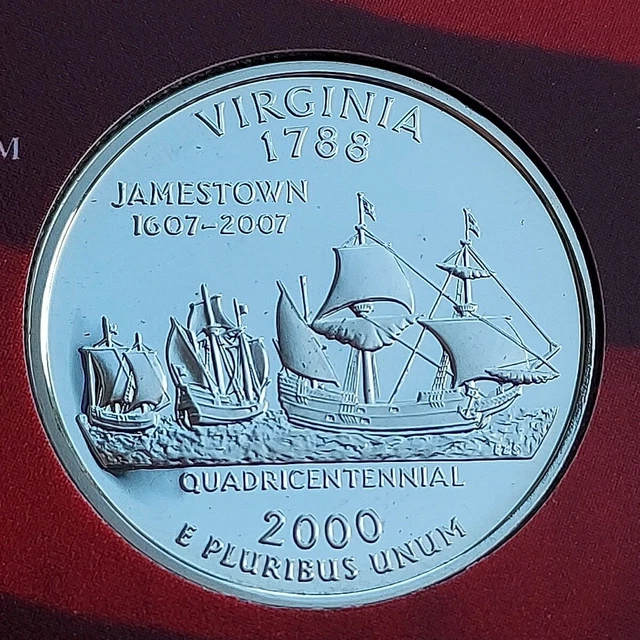 M
VIRGINIA
1788
JAMESTOWN
1607-2007
QUADRICENTENNIAL
2000
E PLURIBUS UNUM